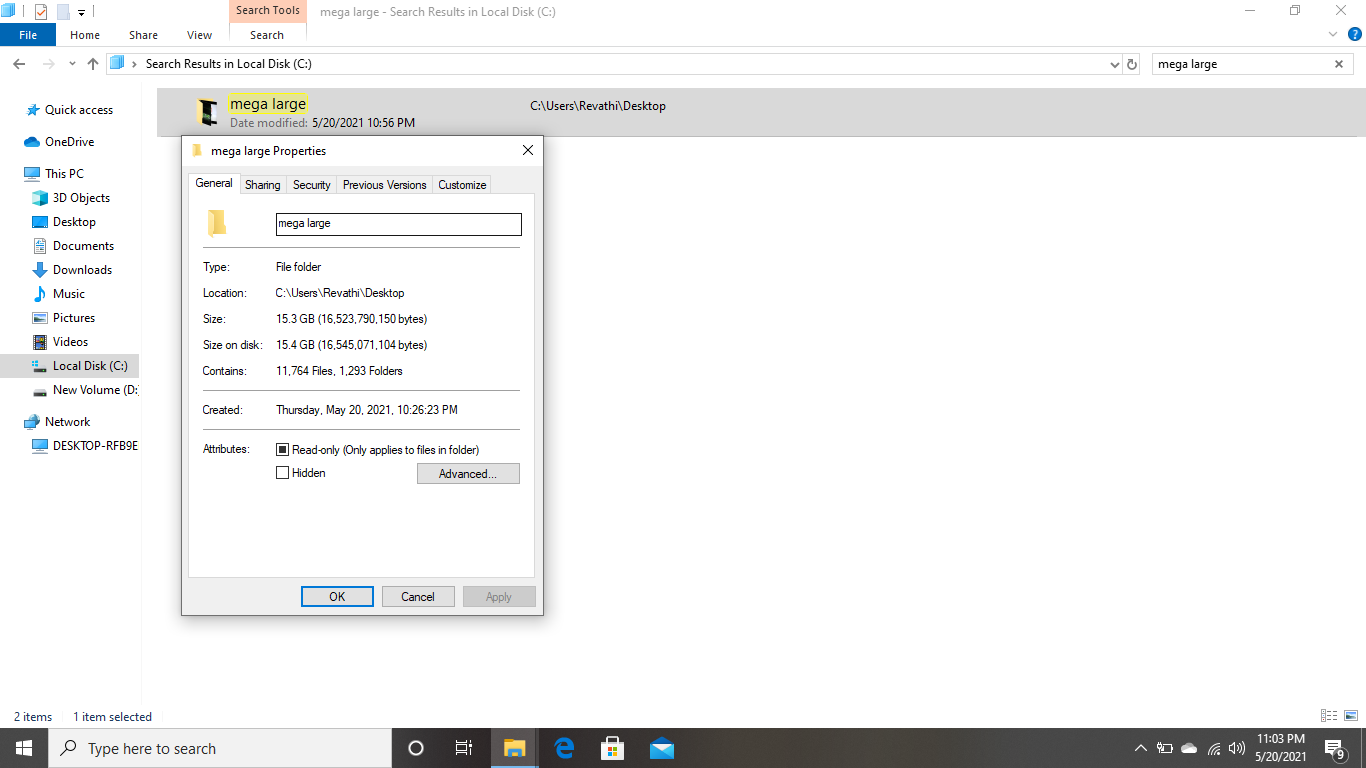 Search Tools
mega large - Search Results in Local Disk (C:)
File Home Share View Search
Search Results in Local Disk (C:)
mega large
Quick access
OneDrive
This PC
3D Objects
Desktop
Documents
Downloads
Music
Pictures
Videos
Local Disk (C:)
New Volume (D:
Network
DESKTOP-RFB9E
mega large
C:\Users\Revathi\Desktop
Date modified: 5/20/2021 10:56 PM
mega large Properties
General Sharing Security Previous Versions Customize
mega large
Type: File folder
Location: C:\Users\Revathi\Desktop
Size: 15.3 GB (16,523,790,150 bytes)
Size on disk: 15.4 GB (16,545,071,104 bytes)
Contains: 11,764 Files, 1,293 Folders
Created: Thursday, May 20, 2021, 10:26:23 PM
Attributes: Read-only (Only applies to files in folder)
Hidden
Advanced...
OK Cancel Apply
2 items 1 item selected
Type here to search
11:03 PM
5/20/2021
9